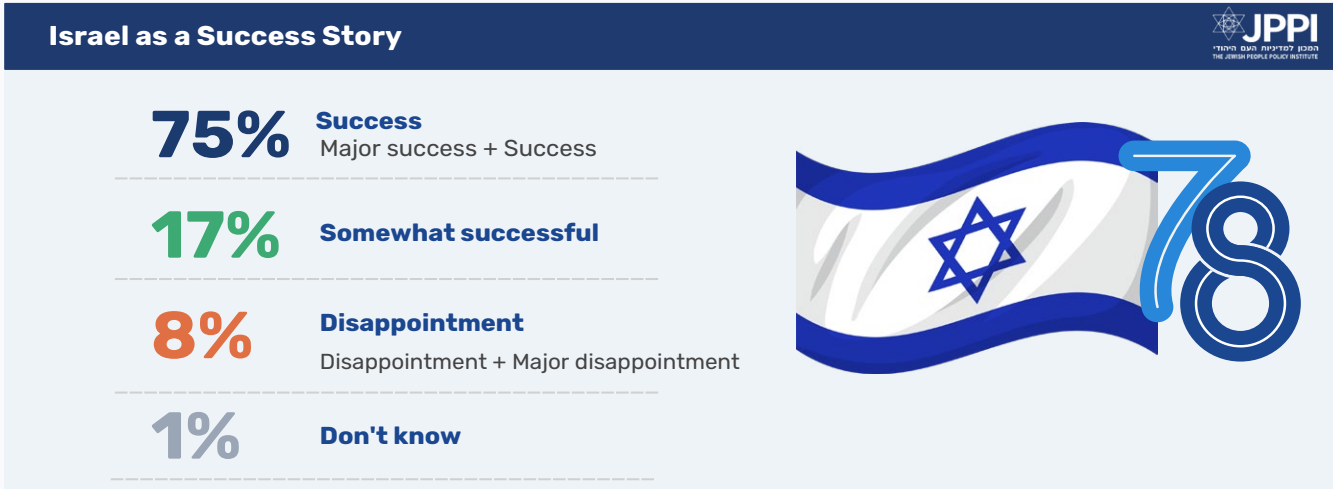 Israel as a Success Story
JPPI
המכון למדיניות העם היהודי
THE JEWISH PEOPLE POLICY INSTITUTE
75%
Success
Major success + Success
17%
Somewhat successful
8%
Disappointment
Disappointment + Major disappointment
1%
Don't know
78